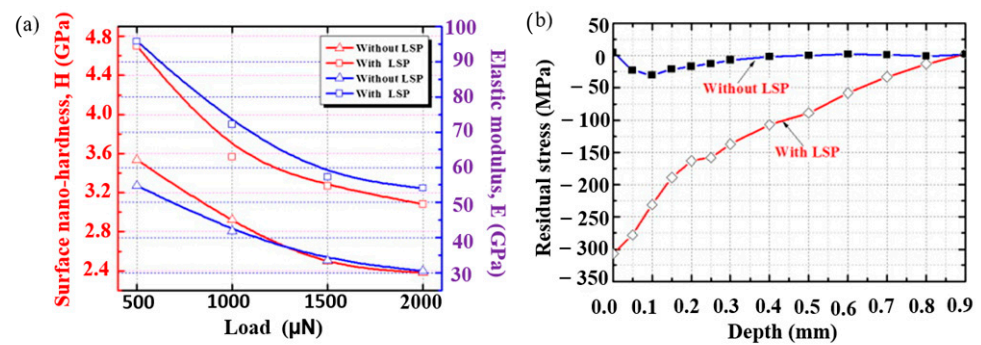 (a)
Surface nano-hardness, H (GPa)
4.8
4.4
4.0
3.6
3.2
2.8
2.4
Without LSP
With LSP
Without LSP
With LSP
100
90
80
70
60
50
40
30
Elastic modulus, E (GPa)
500 1000 1500 2000
Load (μN)
(b)
Residual stress (MPa)
50
0
−50
−100
−150
−200
−250
−300
−350
Without LSP
With LSP
0.0 0.1 0.2 0.3 0.4 0.5 0.6 0.7 0.8 0.9
Depth (mm)